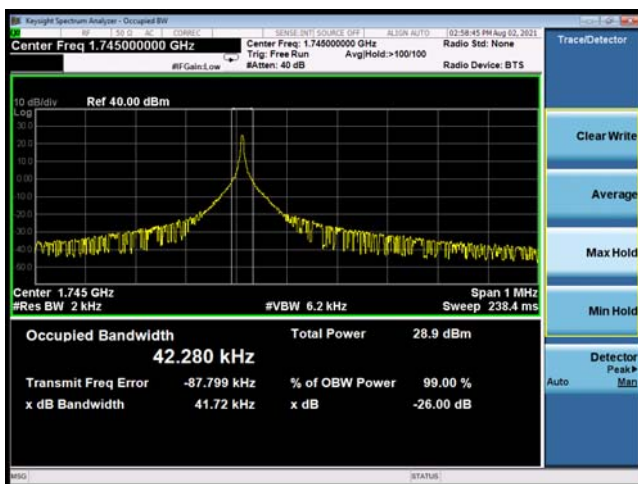 Keysight Spectrum Analyzer - Occupied BW
RF 50 Ω AC CORREC SENSE:INT SOURCE OFF ALIGN AUTO 02:58:45 PM Aug 02, 2021
Center Freq 1.745000000 GHz Center Freq: 1.745000000 GHz Radio Std: None
Trig: Free Run Avg|Hold:>100/100
#IFGain:Low #Atten: 40 dB Radio Device: BTS
Trace/Detector
10 dB/div Ref 40.00 dBm
Log
30.0
20.0
10.0
0.00
-10.0
-20.0
-30.0
-40.0
-50.0
Center 1.745 GHz Span 1 MHz
#Res BW 2 kHz #VBW 6.2 kHz Sweep 238.4 ms
Occupied Bandwidth Total Power 28.9 dBm
42.280 kHz
Transmit Freq Error -87.799 kHz % of OBW Power 99.00 %
x dB Bandwidth 41.72 kHz x dB -26.00 dB
Clear Write
Average
Max Hold
Min Hold
Detector
Peak▶
Auto Man
MSG STATUS